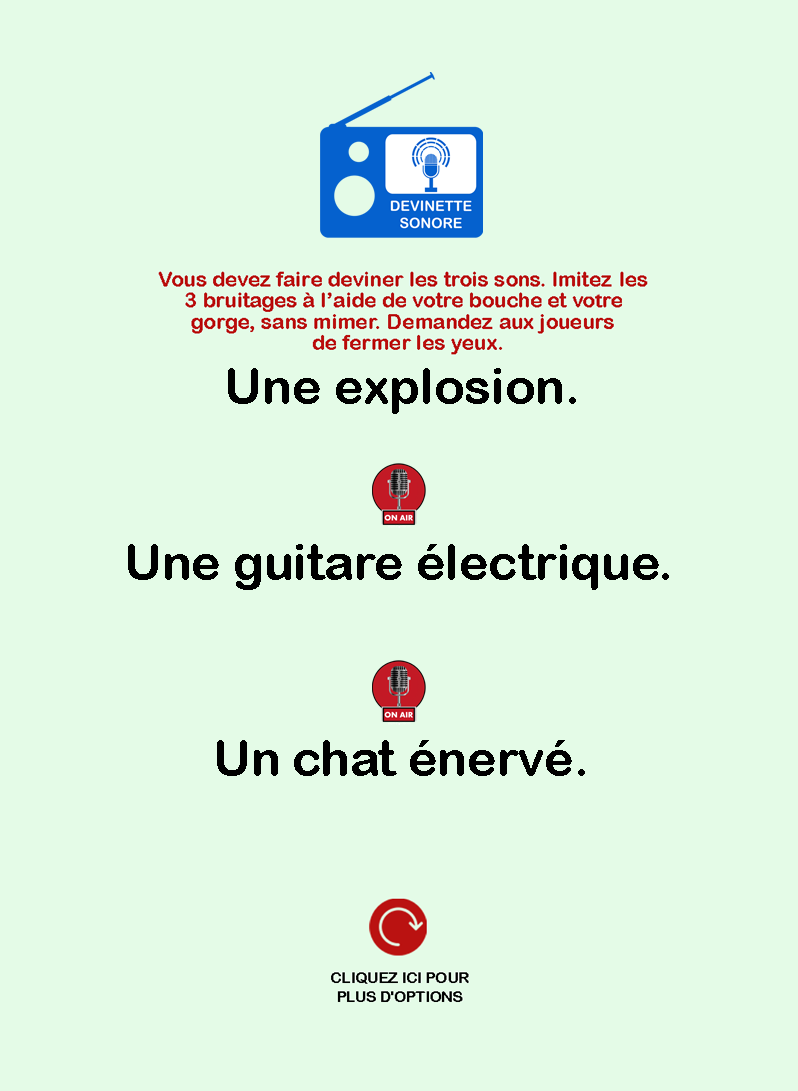 DEVINETTE
SONORE
Vous devez faire deviner les trois sons. Imitez les
3 bruitages à l’aide de votre bouche et votre
gorge, sans mimer. Demandez aux joueurs
de fermer les yeux.
Une explosion.
ON AIR
Une guitare électrique.
ON AIR
Un chat énervé.
CLIQUEZ ICI POUR
PLUS D'OPTIONS